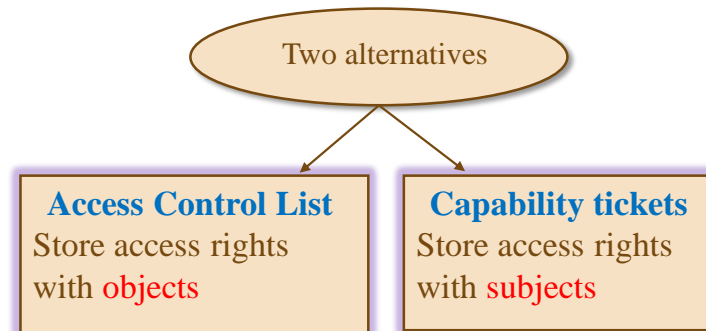 Two alternatives
Access Control List
Store access rights
with objects
Capability tickets
Store access rights
with subjects